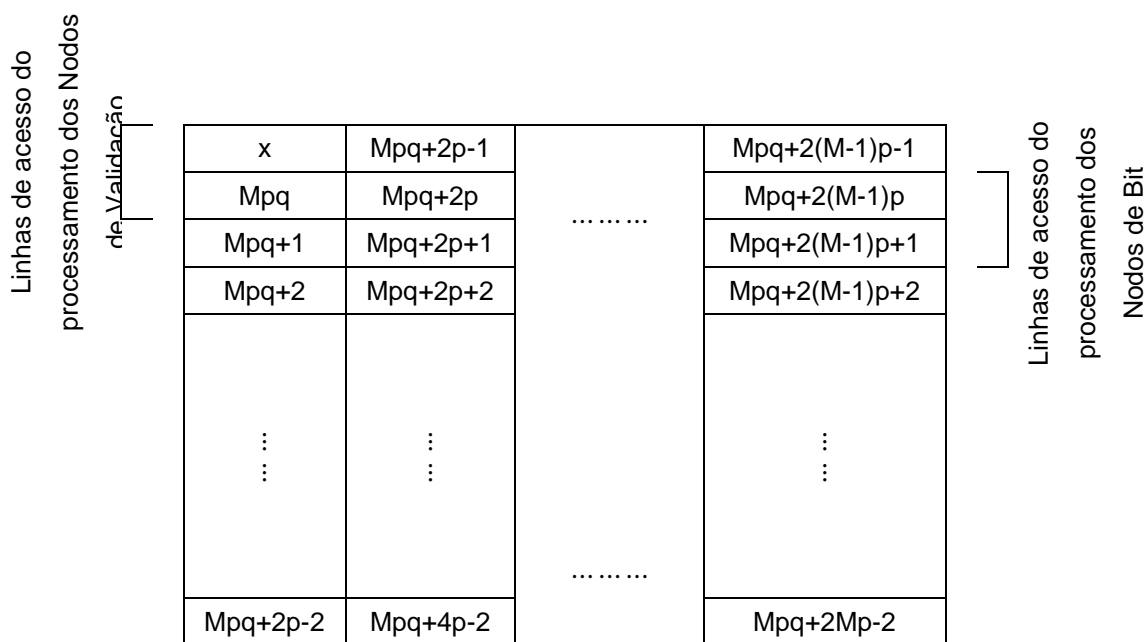 Linhas de acesso do
processamento dos Nodos
de Validação
x Mpq+2p-1 ……… Mpq+2(M-1)p-1
Mpq Mpq+2p Mpq+2(M-1)p
Mpq+1 Mpq+2p+1 Mpq+2(M-1)p+1
Mpq+2 Mpq+2p+2 Mpq+2(M-1)p+2
…… …… ……
………
Mpq+2p-2 Mpq+4p-2 Mpq+2Mp-2
Linhas de acesso do
processamento dos
Nodos de Bit